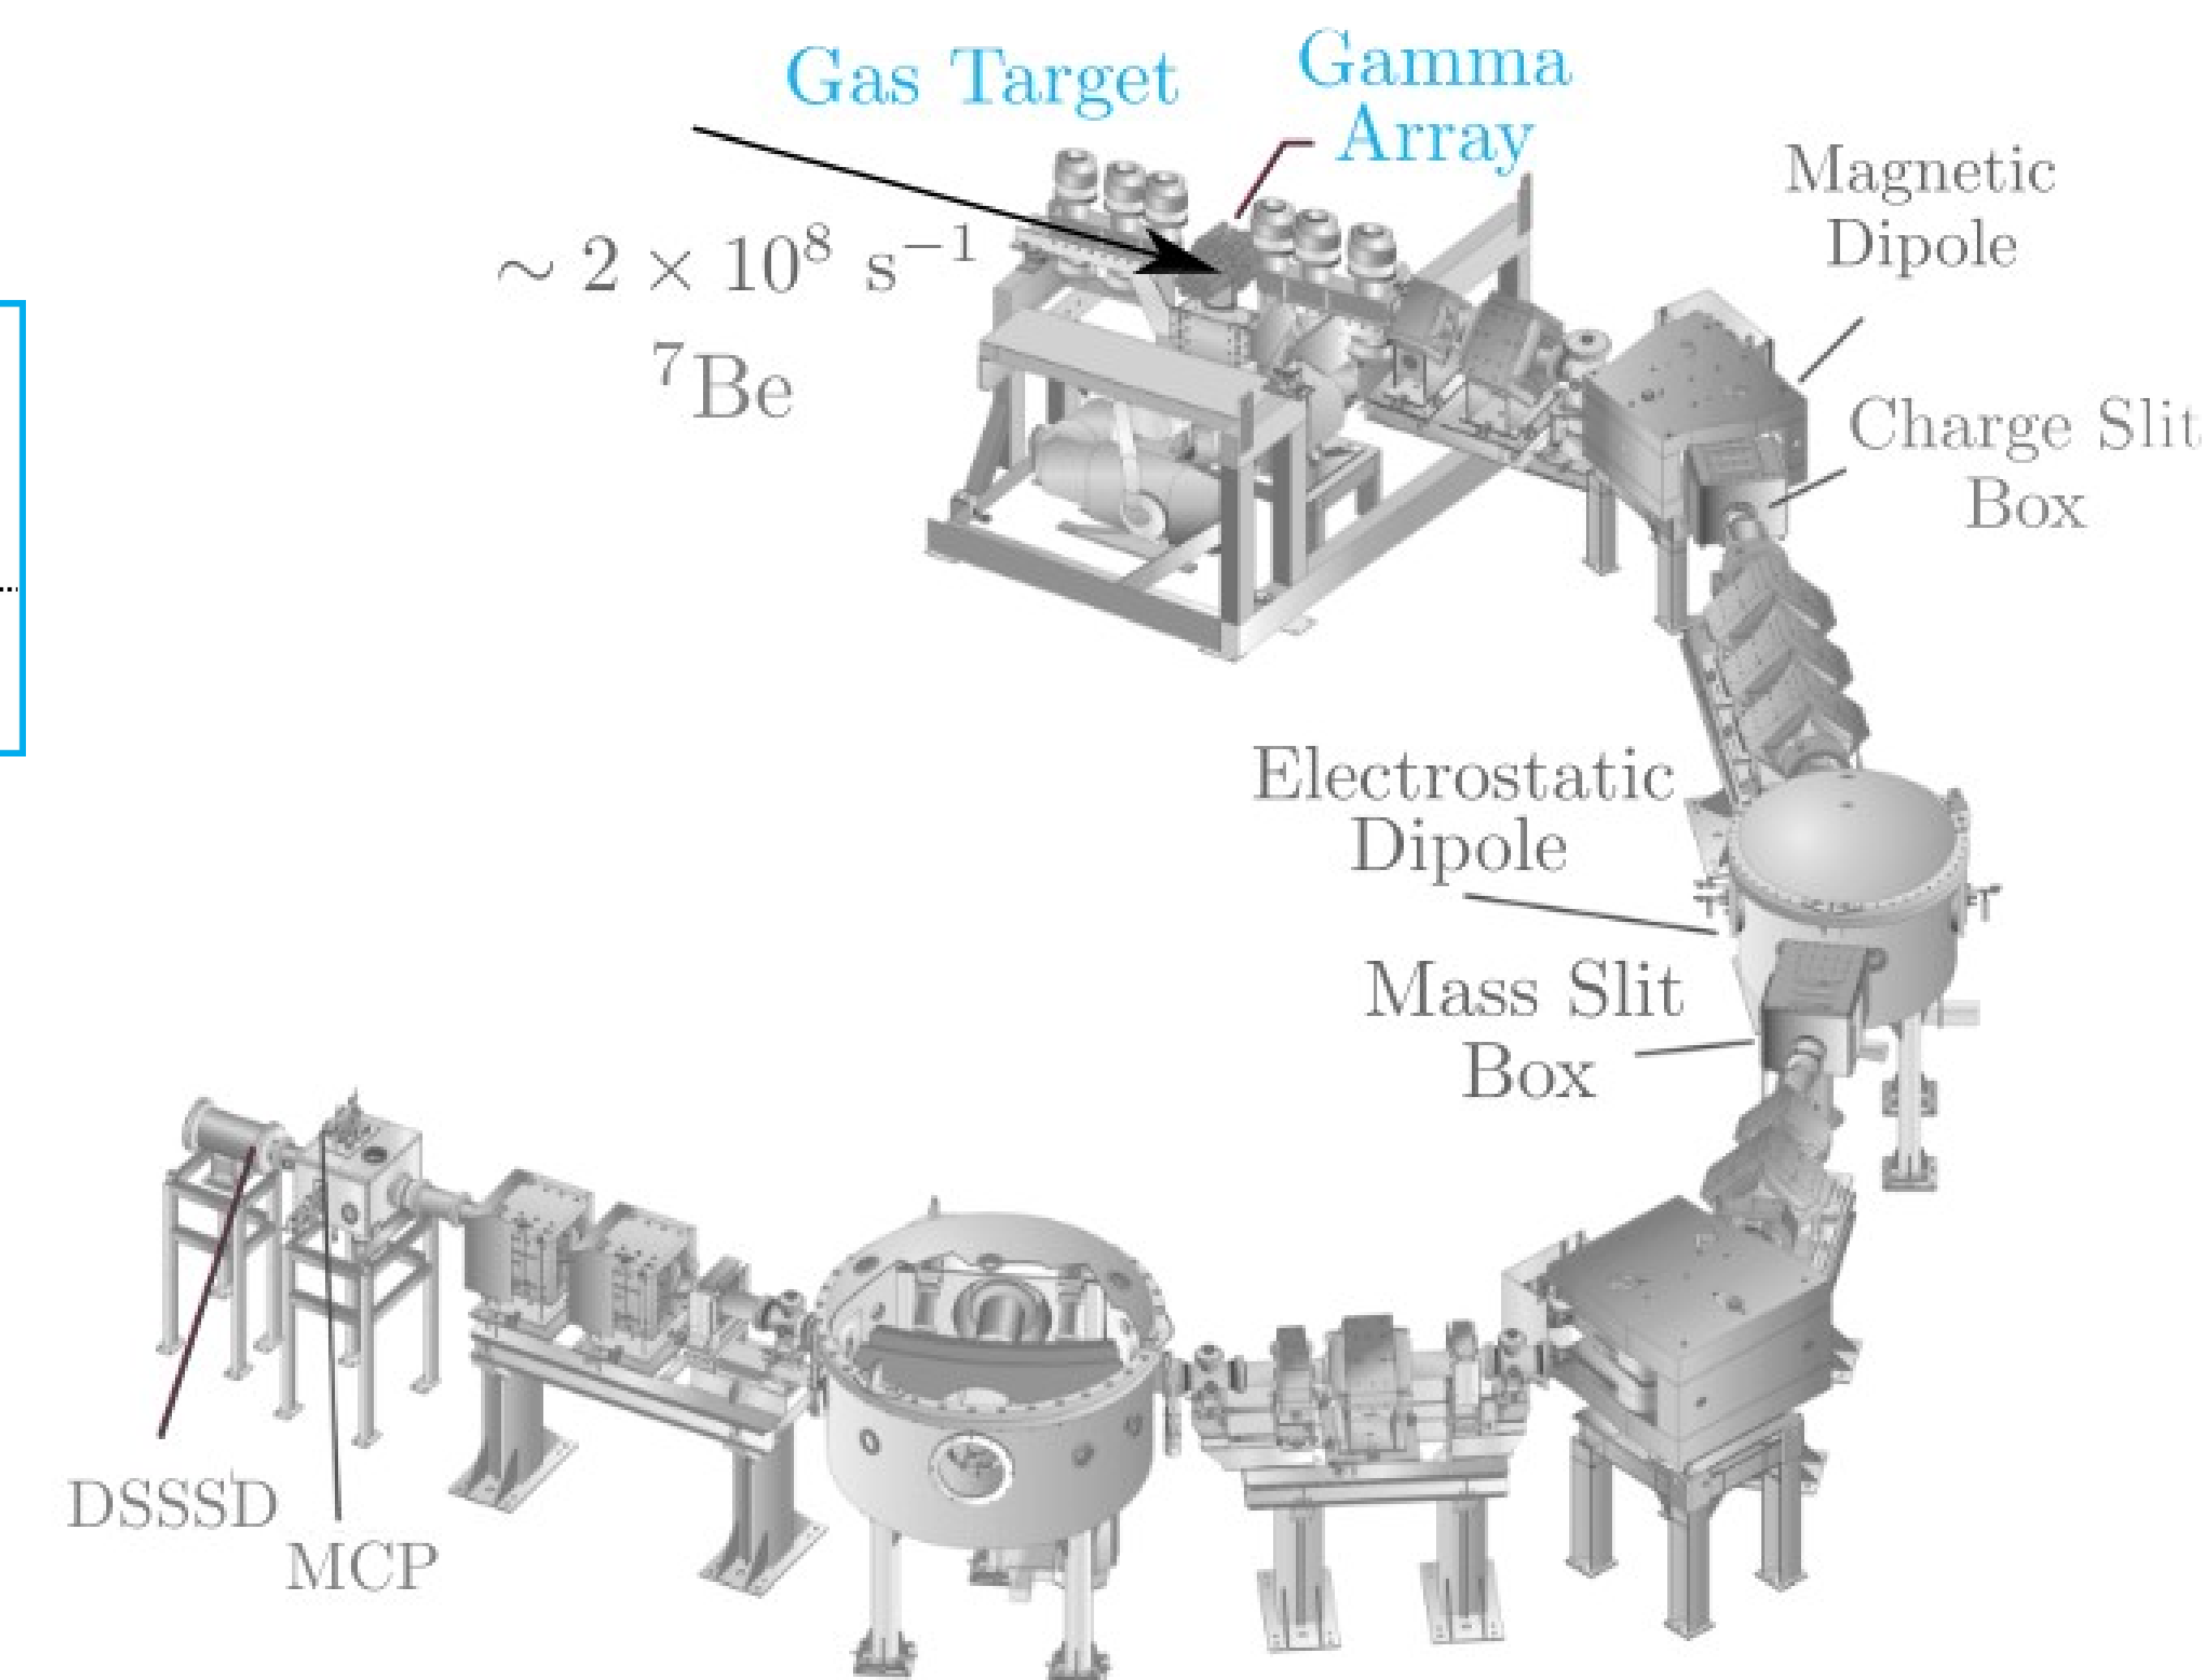 Gas Target
Gamma
Array
Magnetic
Dipole
∼ 2 × 10⁸ s⁻¹
⁷Be
Charge Slit
Box
...
Electrostatic
Dipole
Mass Slit
Box
DSSSD
MCP